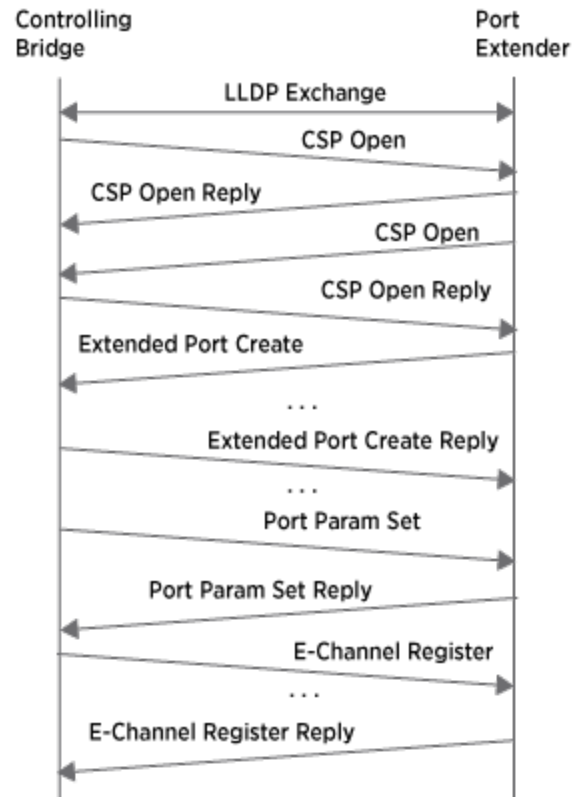 Controlling
Bridge
Port
Extender
LLDP Exchange
CSP Open
CSP Open Reply
CSP Open
CSP Open Reply
Extended Port Create
...
Extended Port Create Reply
...
Port Param Set
Port Param Set Reply
E-Channel Register
...
E-Channel Register Reply